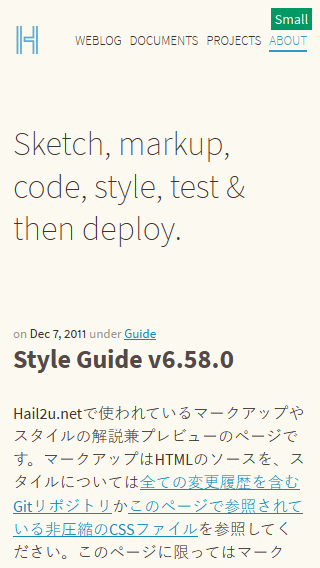 Small
WEBLOG DOCUMENTS PROJECTS ABOUT
Sketch, markup,
code, style, test &
then deploy.
on Dec 7, 2011 under Guide
Style Guide v6.58.0
Hail2u.netで使われているマークアップや
スタイルの解説兼プレビューのページで
す。マークアップはHTMLのソースを、ス
タイルについては全ての変更履歴を含む
Gitリポジトリかこのページで参照されて
いる非圧縮のCSSファイルを参照してく
ださい。このページに限ってはマーク